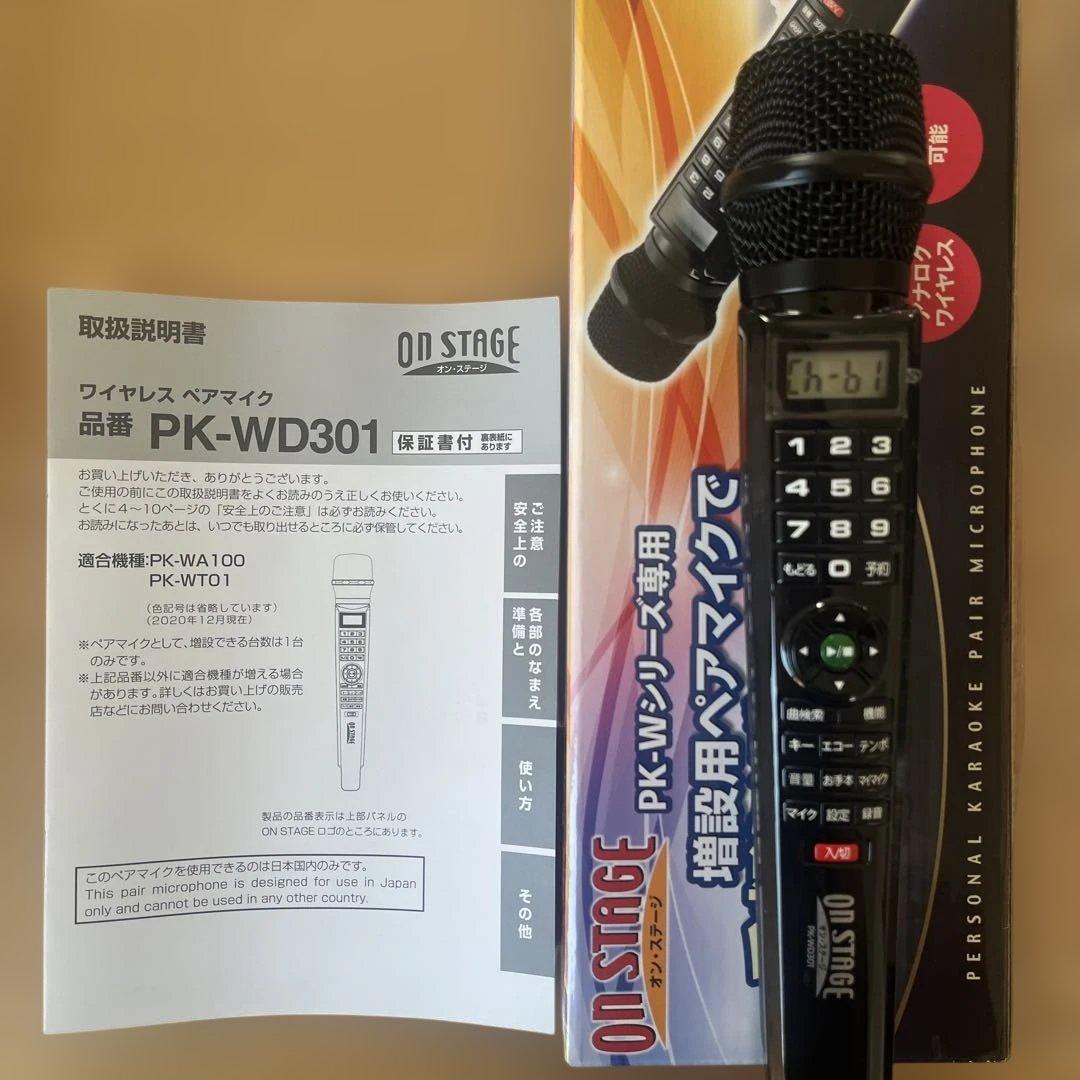 取扱説明書
ON STAGE
オン・ステージ
ワイヤレス ペアマイク
品番 PK-WD301 保証書付 裏表紙にあります
お買い上げいただき、ありがとうございます。
ご使用の前にこの取扱説明書をよくお読みのうえ正しくお使いください。
とくに4～10ページの「安全上のご注意」は必ずお読みください。
お読みになったあとは、いつでも取り出せるところに必ず保管してください。
適合機種:PK-WA100
PK-WT01
(色記号は省略しています)
(2020年12月現在)
※ペアマイクとして、増設できる台数は1台
のみです。
※上記品番以外に適合機種が増える場合
があります。詳しくはお買い上げの販売
店などにお問い合わせください。
ON STAGE
製品の品番表示は上部パネルの
ON STAGE ロゴのところにあります。
このペアマイクを使用できるのは日本国内のみです。
This pair microphone is designed for use in Japan
only and cannot be used in any other country.
安全上の
ご注意
準備と
各部のなまえ
使い方
その他
可能
アナログ
ワイヤレス
PK-Wシリーズ専用
増設用ペアマイクで
ON STAGE
オン・ステージ
PERSONAL KARAOKE PAIR MICROPHONE
Ch-b1
1 2 3
4 5 6
7 8 9
もどる 0 予約
曲検索 機能
キー エコー テンポ
音量 お手本 マイマイク
マイク 設定 録音
入/切
ON STAGE
オン・ステージ
PK-WD301